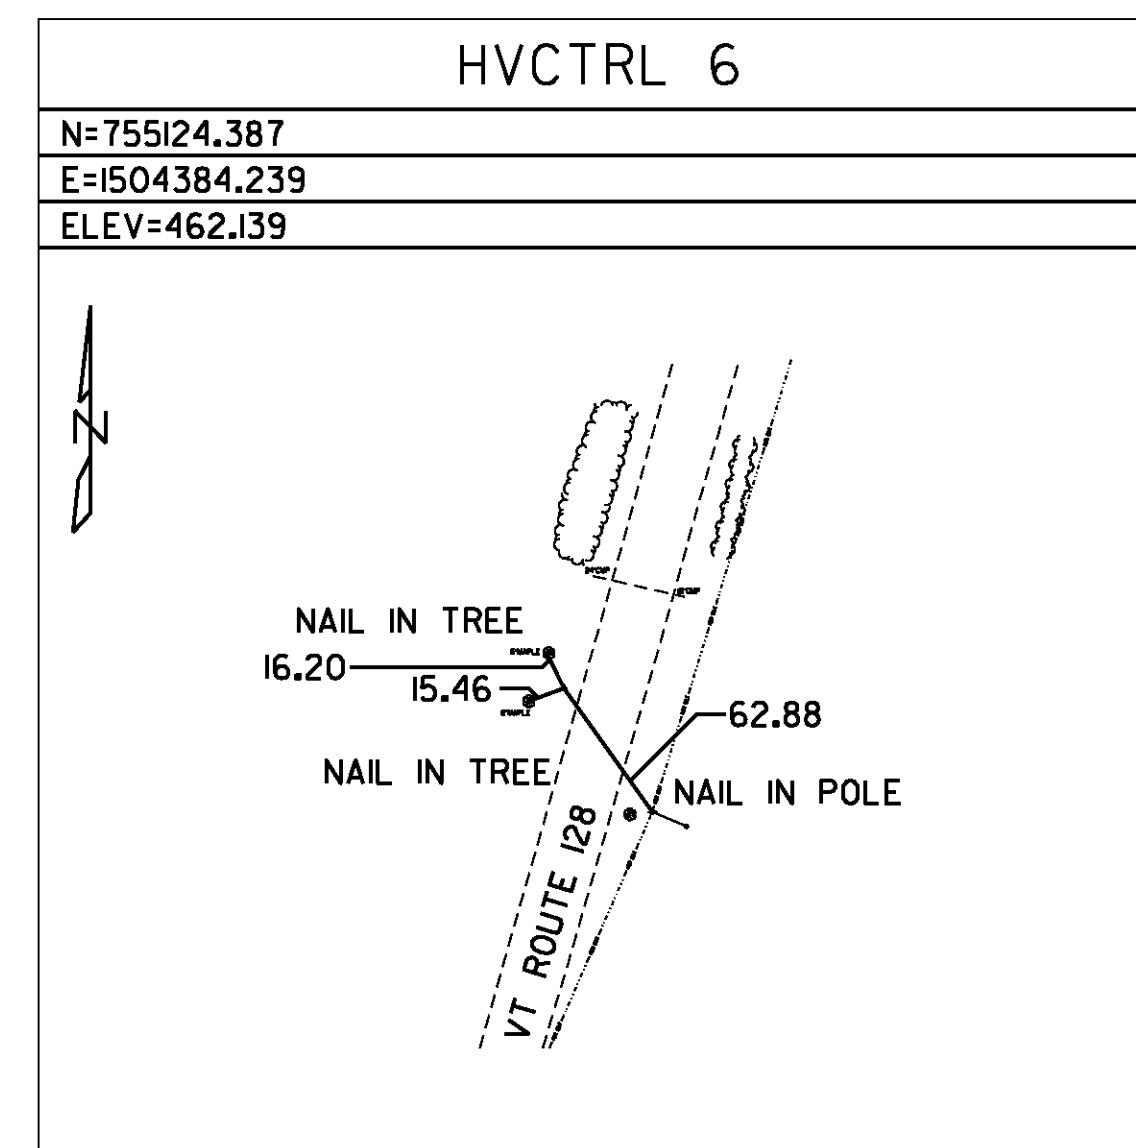 HVCTRL 6
N=755124.387
E=1504384.239
ELEV=462.139
N
NAIL IN TREE
16.20
15.46
62.88
NAIL IN TREE
NAIL IN POLE
VT ROUTE 128